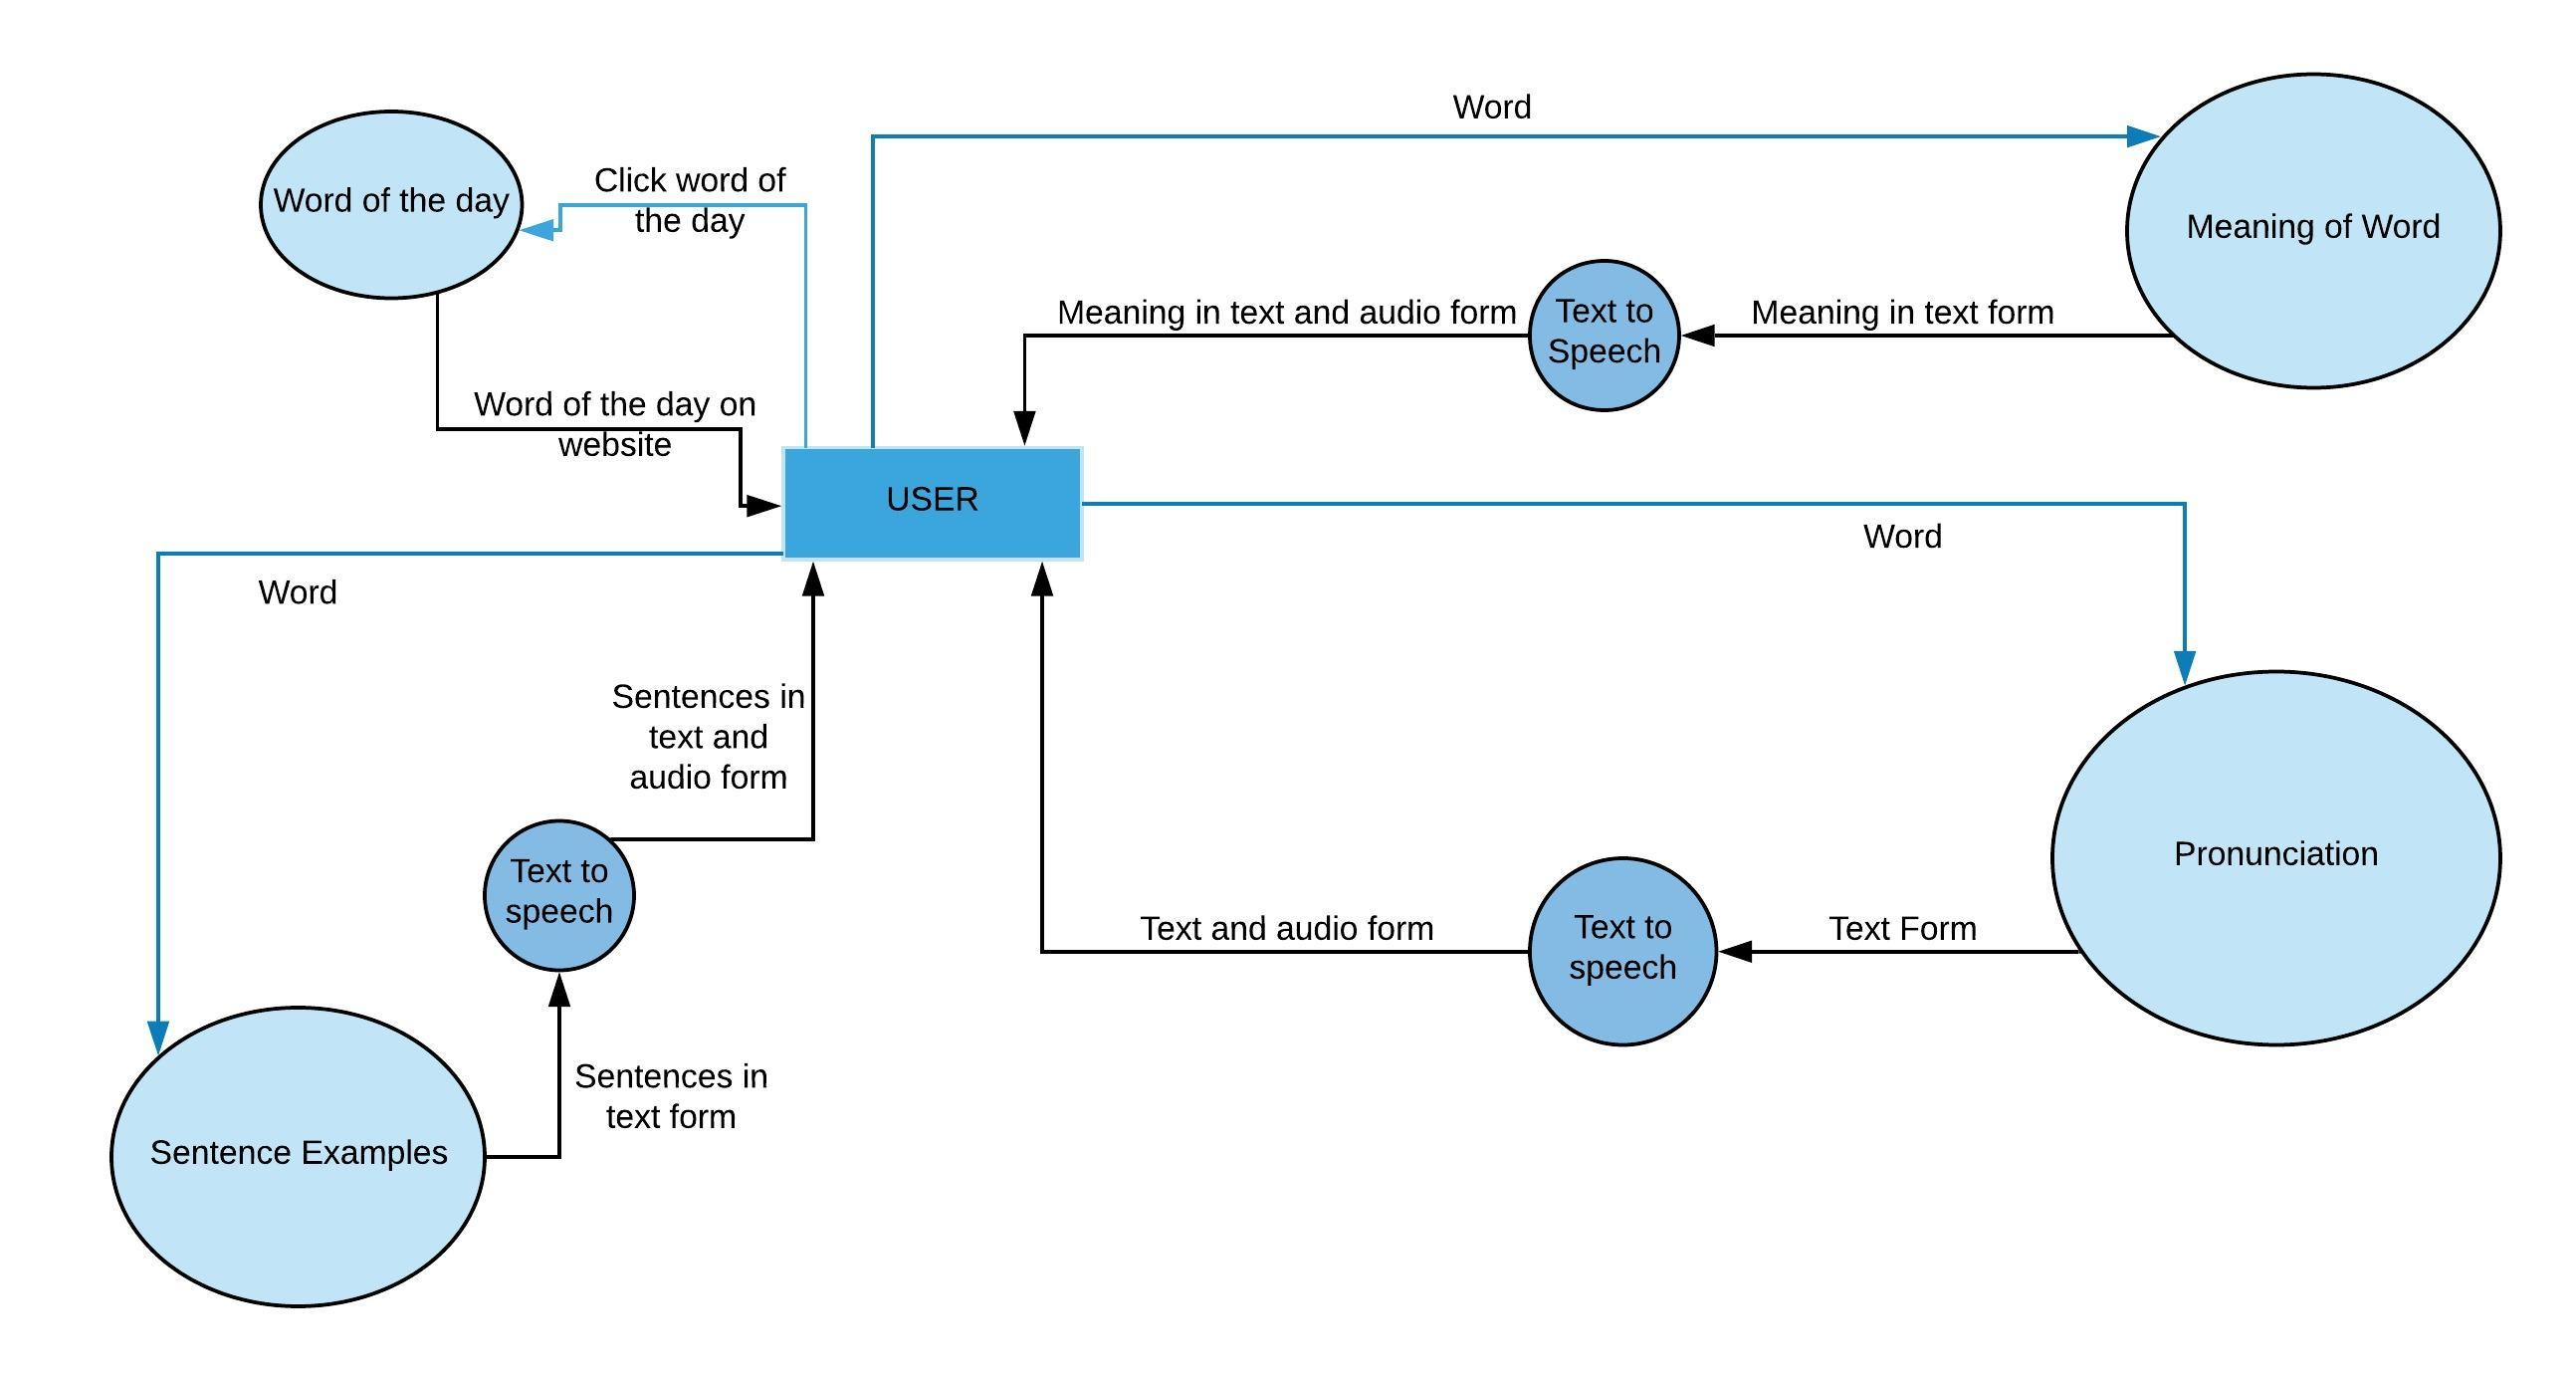 Word
Word of the day
Click word of
the day
Meaning of Word
Meaning in text and audio form
Text to
Speech
Meaning in text form
Word of the day on
website
USER
Word
Word
Sentences in
text and
audio form
Pronunciation
Text to
speech
Text and audio form
Text to
speech
Text Form
Sentences in
text form
Sentence Examples